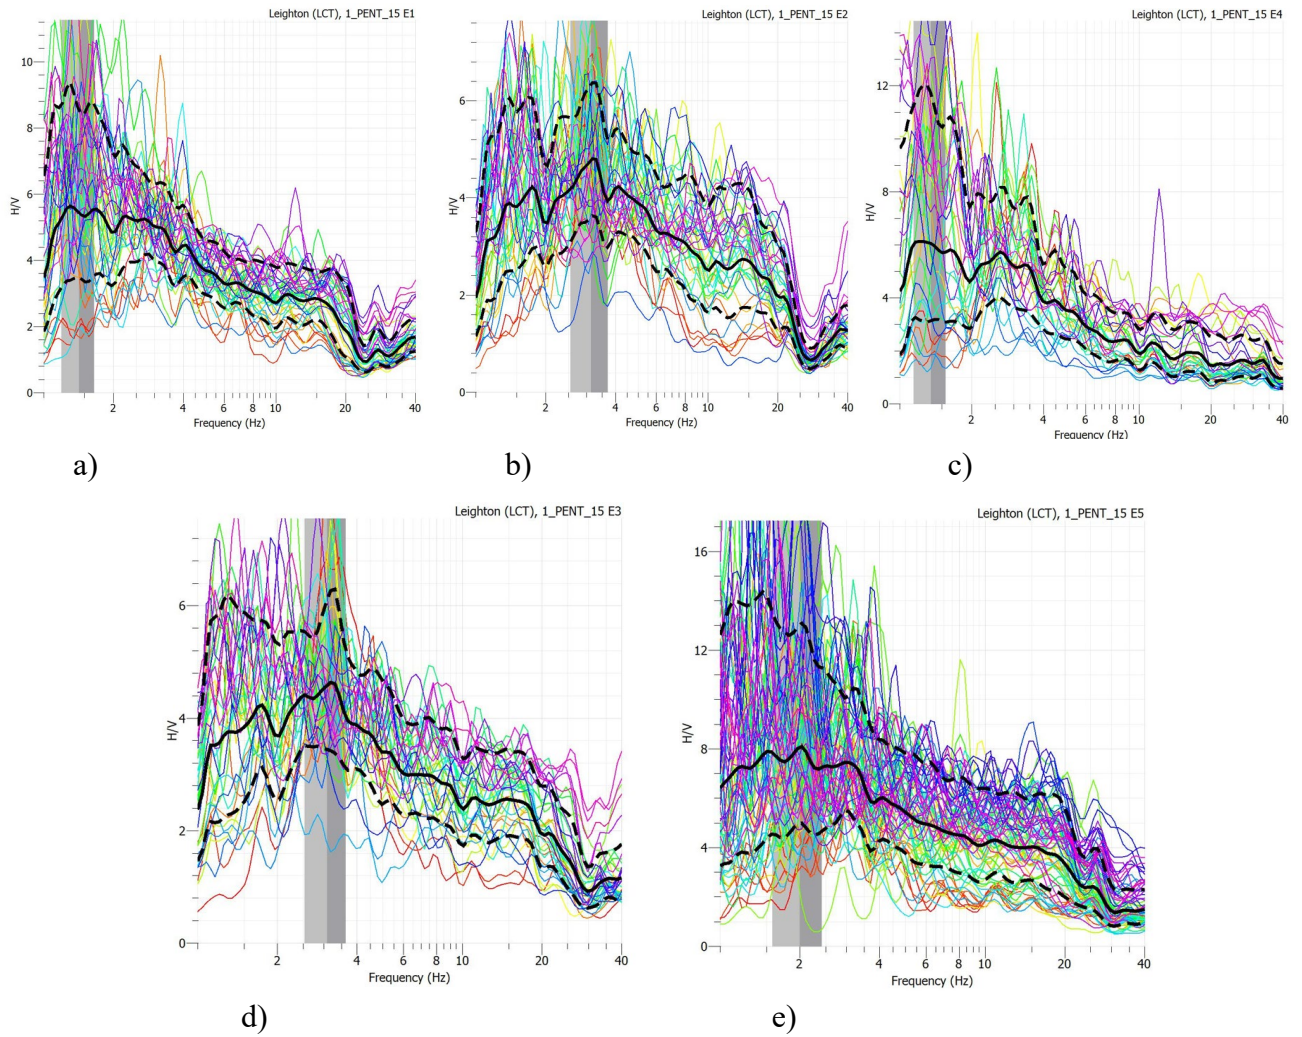 Leighton (LCT), 1_PENT_15 E1
H/V
10
8
6
4
2
0
2 4 6 8 10 20 40
Frequency (Hz)
a)
Leighton (LCT), 1_PENT_15 E2
H/V
6
4
2
0
2 4 6 8 10 20 40
Frequency (Hz)
b)
Leighton (LCT), 1_PENT_15 E4
H/V
12
8
4
0
2 4 6 8 10 20 40
Frequency (Hz)
c)
Leighton (LCT), 1_PENT_15 E3
H/V
6
4
2
0
2 4 6 8 10 20 40
Frequency (Hz)
d)
Leighton (LCT), 1_PENT_15 E5
H/V
16
12
8
4
0
2 4 6 8 10 20 40
Frequency (Hz)
e)